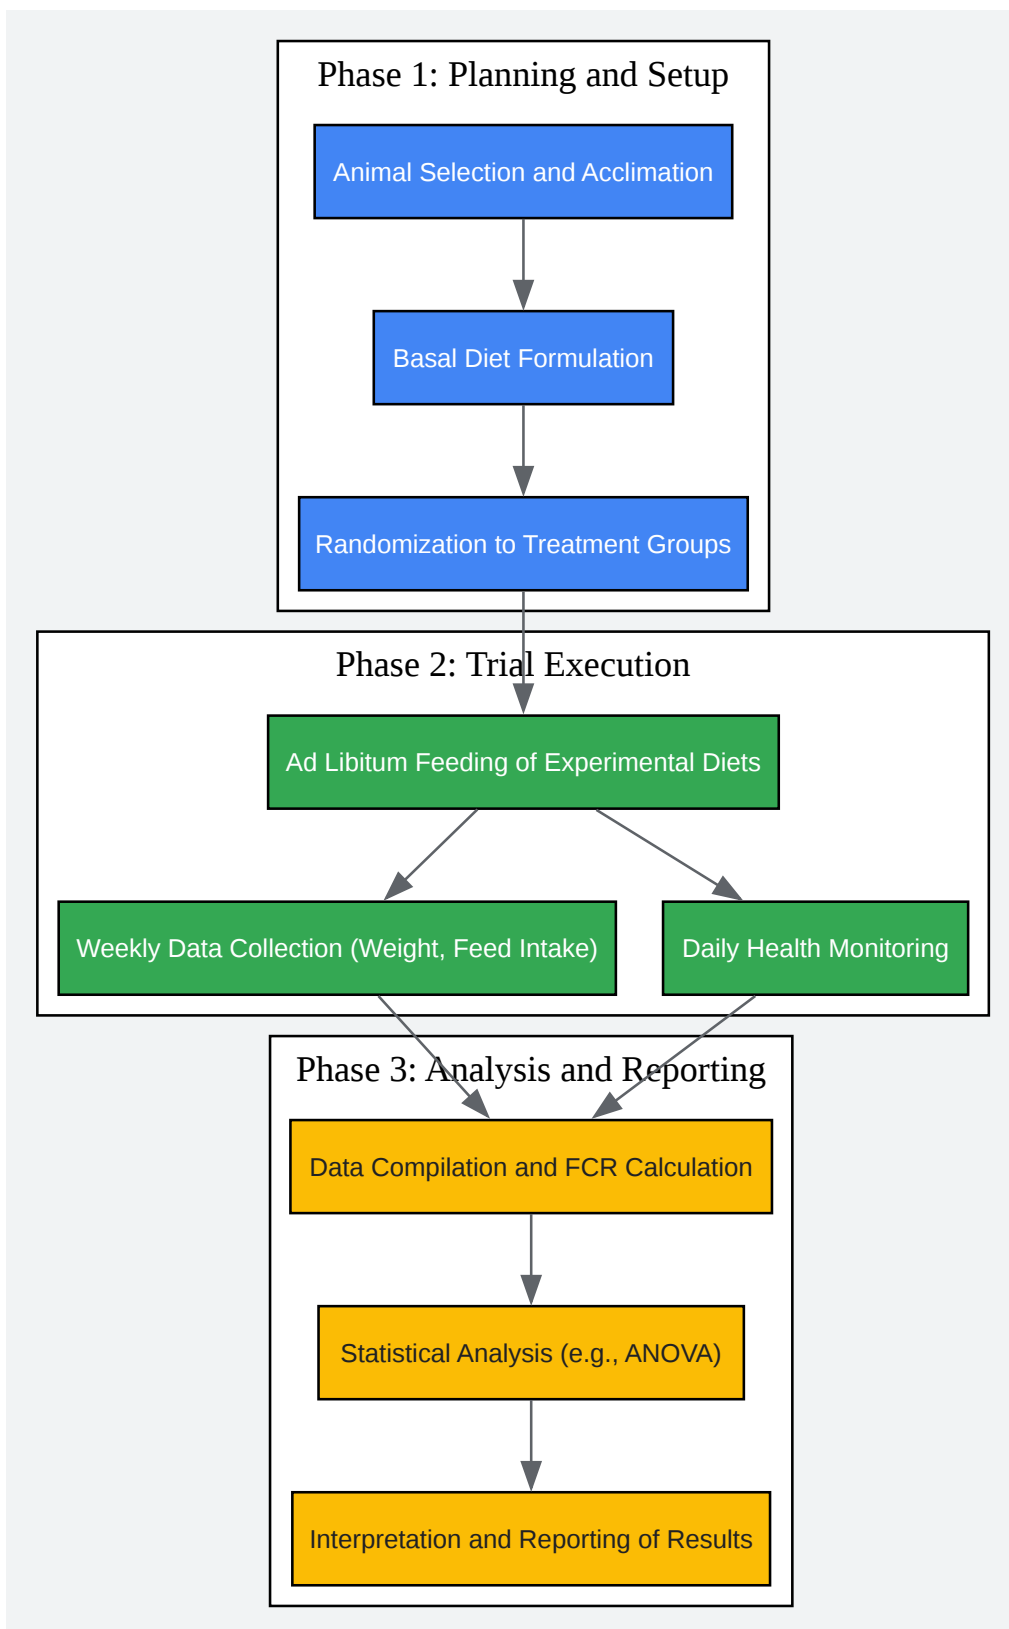 Phase 1: Planning and Setup
Animal Selection and Acclimation
Basal Diet Formulation
Randomization to Treatment Groups
Phase 2: Trial Execution
Ad Libitum Feeding of Experimental Diets
Weekly Data Collection (Weight, Feed Intake)
Daily Health Monitoring
Phase 3: Analysis and Reporting
Data Compilation and FCR Calculation
Statistical Analysis (e.g., ANOVA)
Interpretation and Reporting of Results